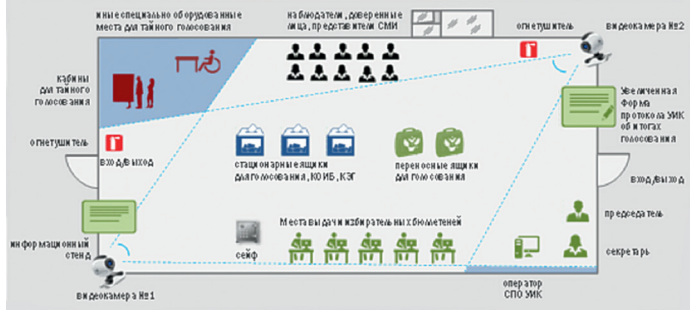 иные специально оборудованные
места для тайного голосования
наблюдатели, доверенные
лица, представители СМИ
огнетушитель
видеокамера №2
кабины
для тайного
голосования
Увеличенная
форма
протокола УИК
об итогах
голосования
огнетушитель
вход/выход
стационарные ящики
для голосования, КОИБ, КЭГ
переносные ящики
для голосования
вход/выход
председатель
Места выдачи избирательных бюллетеней
информационный
стенд
сейф
секретарь
видеокамера №1
оператор
СПО УИК